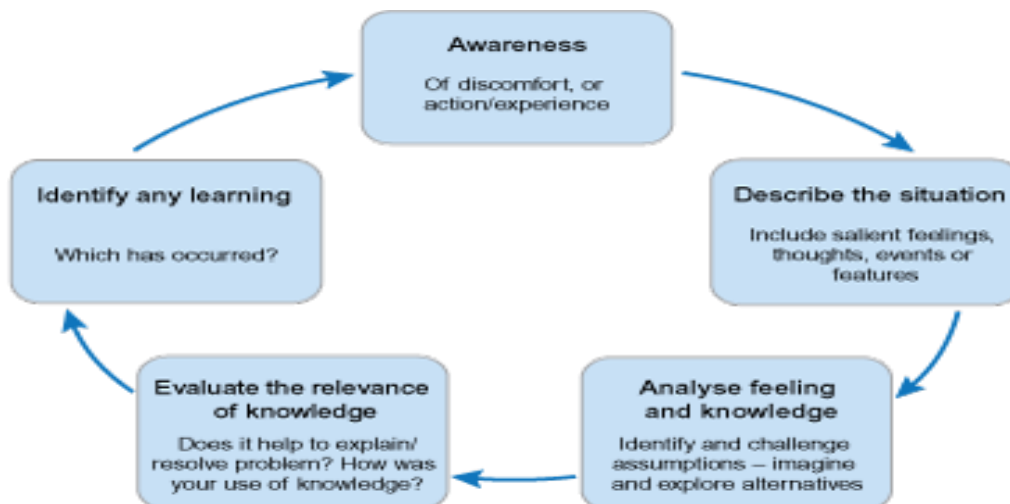 Awareness
Of discomfort, or
action/experience
Describe the situation
Include salient feelings,
thoughts, events or
features
Analyse feeling
and knowledge
Identify and challenge
assumptions – imagine
and explore alternatives
Evaluate the relevance
of knowledge
Does it help to explain/
resolve problem? How was
your use of knowledge?
Identify any learning
Which has occurred?